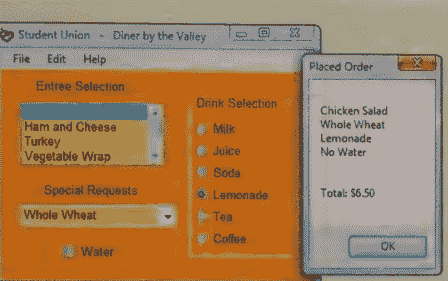 Student Union - Diner by the Valley
File Edit Help
Entree Selection
Ham and Cheese
Turkey
Vegetable Wrap
Special Requests
Whole Wheat
Water
Drink Selection
Milk
Juice
Soda
Lemonade
Tea
Coffee
Placed Order
Chicken Salad
Whole Wheat
Lemonade
No Water
Total: $6.50
OK